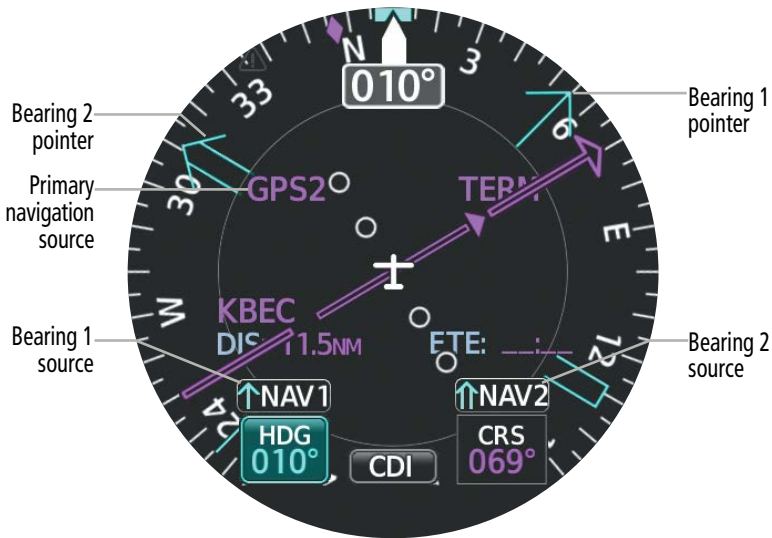 N
010°
3
33
6
Bearing 1
pointer
Bearing 2
pointer
30
Primary
navigation
source
GPS2
TERM
E
W
KBEC
DIS: 11.5NM
ETE: __:__
12
Bearing 1
source
Bearing 2
source
↑NAV1
⇑NAV2
24
HDG
010°
CDI
CRS
069°